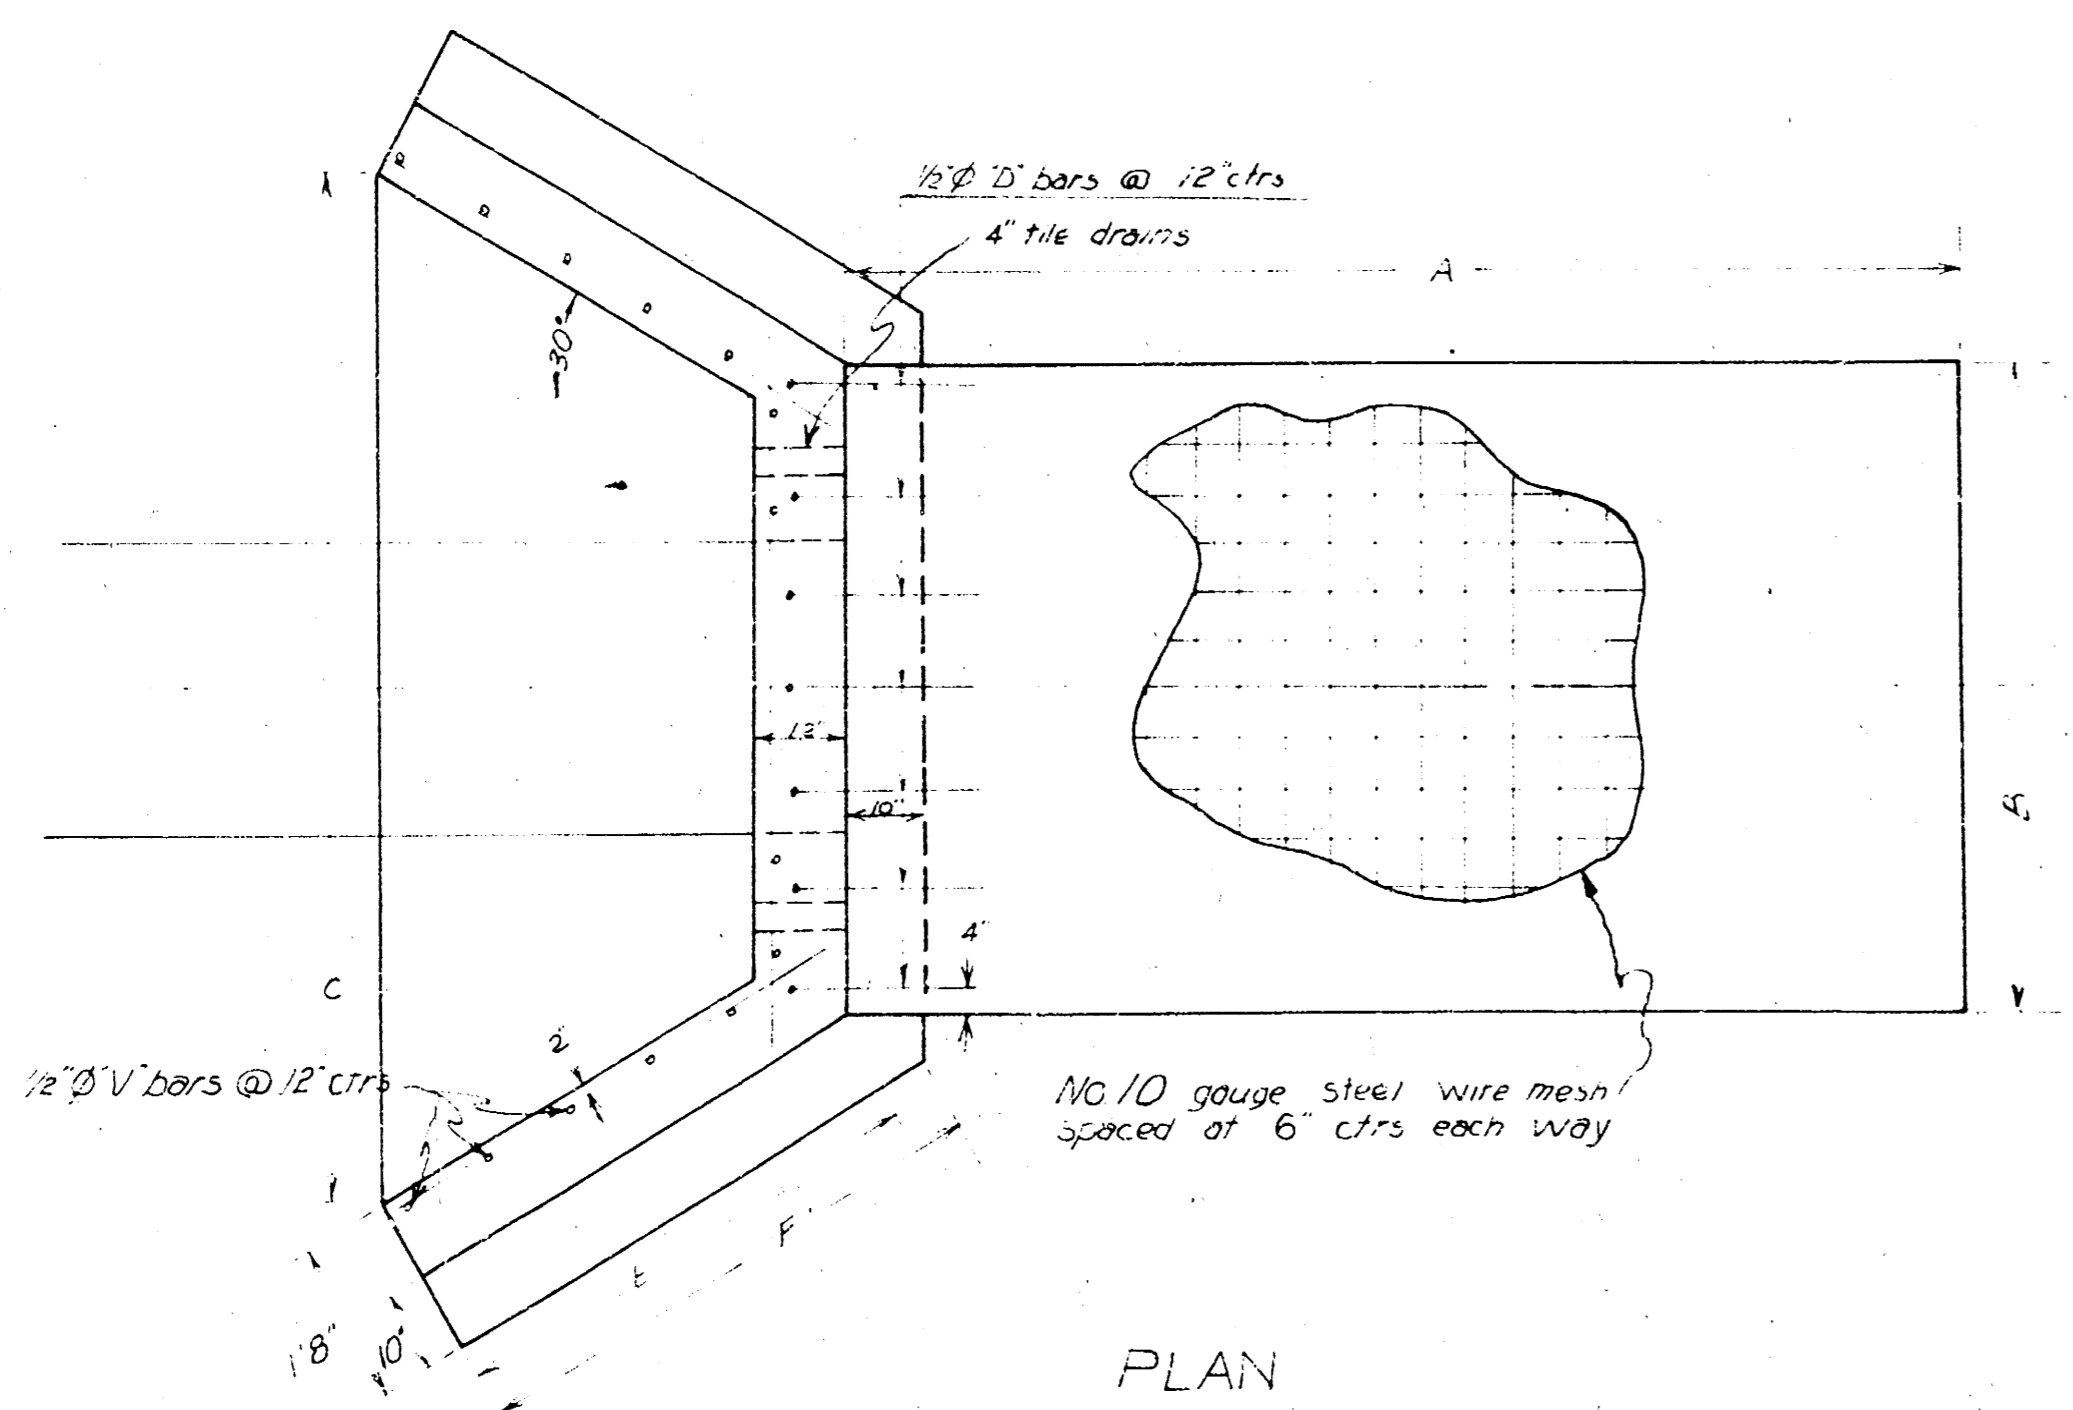 ½"Ø "D" bars @ 12" ctrs
4" tile drains
A
30°
12"
10"
B
4"
C
2"
½"Ø "V" bars @ 12" ctrs
No. 10 gauge steel wire mesh
spaced at 6" ctrs each way
F
E
1'8"
10"
PLAN